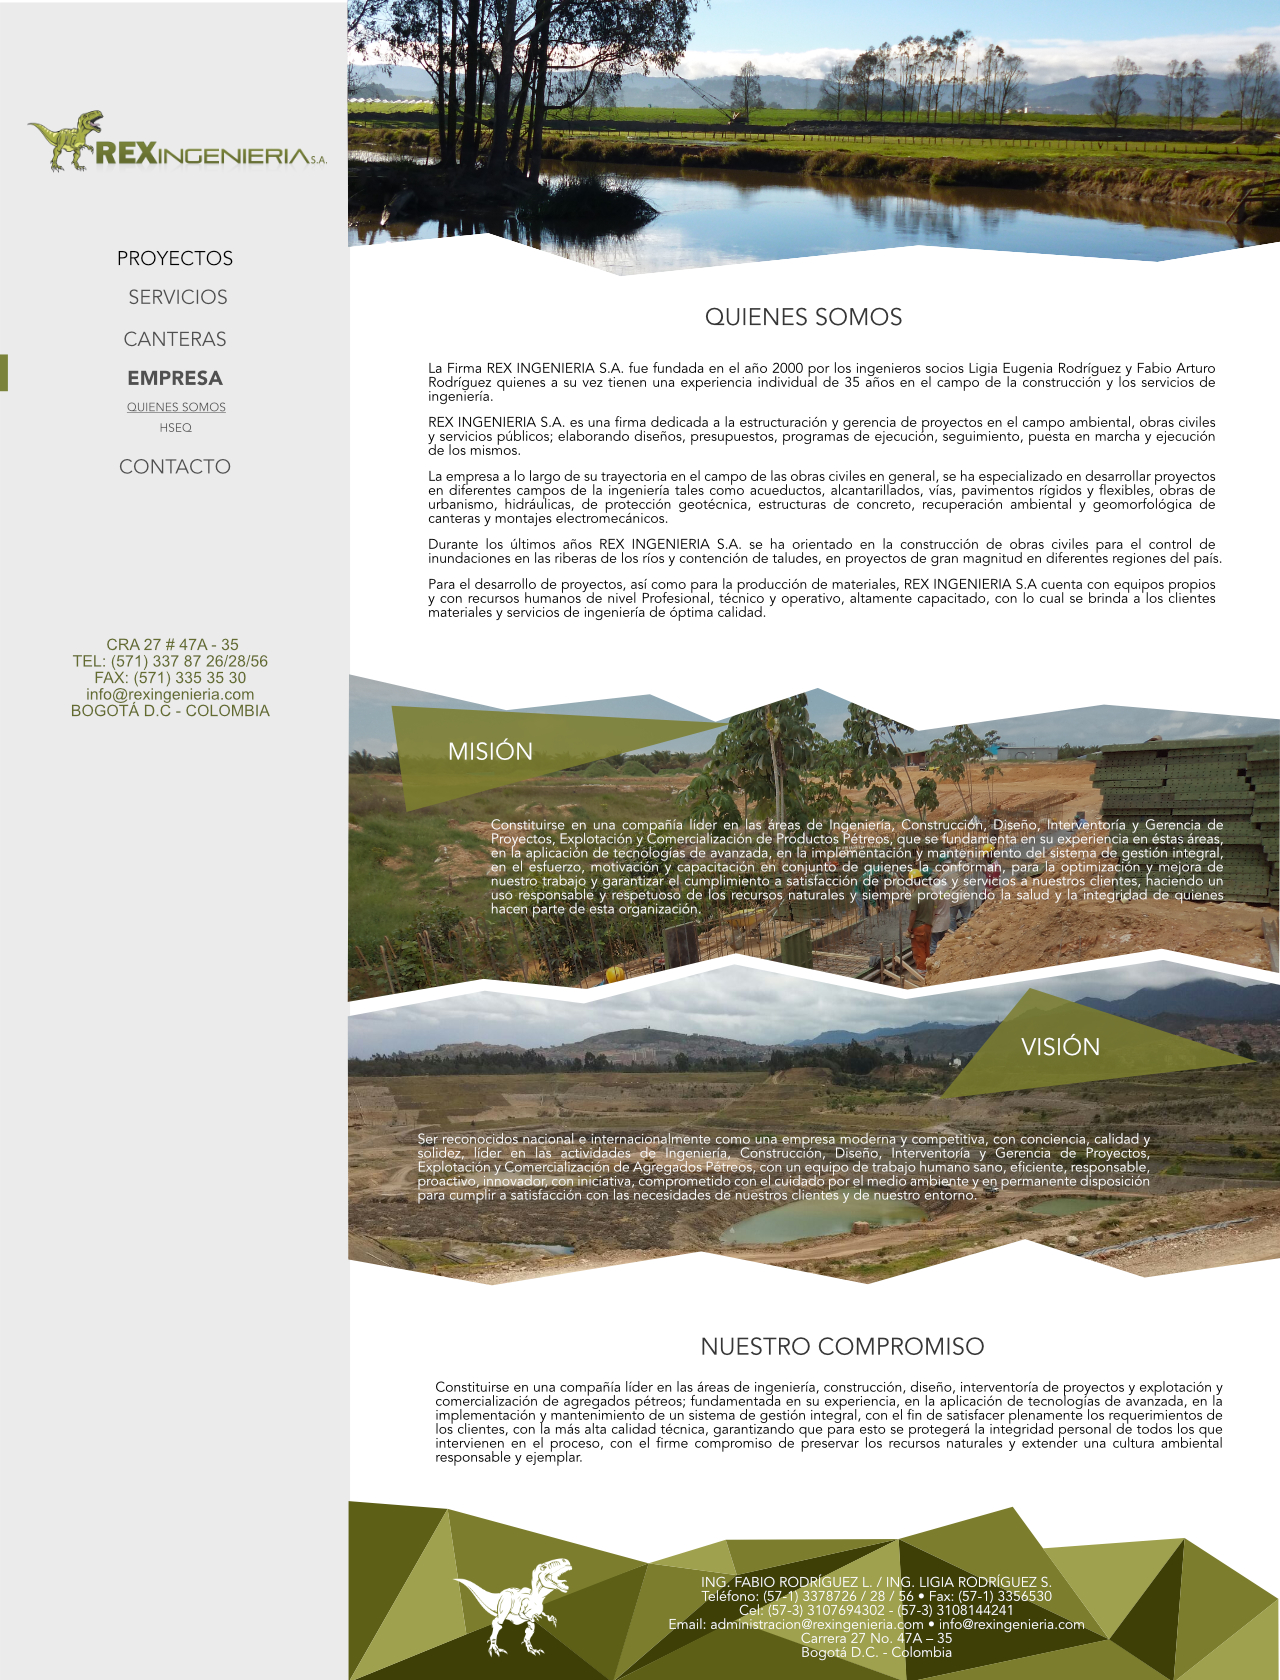 REXINGENIERIA S.A.
PROYECTOS
SERVICIOS
CANTERAS
EMPRESA
QUIENES SOMOS
HSEQ
CONTACTO
CRA 27 # 47A - 35
TEL: (571) 337 87 26/28/56
FAX: (571) 335 35 30
info@rexingenieria.com
BOGOTÁ D.C - COLOMBIA
QUIENES SOMOS
La Firma REX INGENIERIA S.A. fue fundada en el año 2000 por los ingenieros socios Ligia Eugenia Rodríguez y Fabio Arturo
Rodríguez quienes a su vez tienen una experiencia individual de 35 años en el campo de la construcción y los servicios de
ingeniería.
REX INGENIERIA S.A. es una firma dedicada a la estructuración y gerencia de proyectos en el campo ambiental, obras civiles
y servicios públicos; elaborando diseños, presupuestos, programas de ejecución, seguimiento, puesta en marcha y ejecución
de los mismos.
La empresa a lo largo de su trayectoria en el campo de las obras civiles en general, se ha especializado en desarrollar proyectos
en diferentes campos de la ingeniería tales como acueductos, alcantarillados, vías, pavimentos rígidos y flexibles, obras de
urbanismo, hidráulicas, de protección geotécnica, estructuras de concreto, recuperación ambiental y geomorfológica de
canteras y montajes electromecánicos.
Durante los últimos años REX INGENIERIA S.A. se ha orientado en la construcción de obras civiles para el control de
inundaciones en las riberas de los ríos y contención de taludes, en proyectos de gran magnitud en diferentes regiones del país.
Para el desarrollo de proyectos, así como para la producción de materiales, REX INGENIERIA S.A cuenta con equipos propios
y con recursos humanos de nivel Profesional, técnico y operativo, altamente capacitado, con lo cual se brinda a los clientes
materiales y servicios de ingeniería de óptima calidad.
MISIÓN
Constituirse en una compañía líder en las áreas de Ingeniería, Construcción, Diseño, Interventoría y Gerencia de
Proyectos, Explotación y Comercialización de Productos Pétreos, que se fundamenta en su experiencia en éstas áreas,
en la aplicación de tecnologías de avanzada, en la implementación y mantenimiento del sistema de gestión integral,
en el esfuerzo, motivación y capacitación en conjunto de quienes la conforman, para la optimización y mejora de
nuestro trabajo y garantizar el cumplimiento a satisfacción de productos y servicios a nuestros clientes, haciendo un
uso responsable y respetuoso de los recursos naturales y siempre protegiendo la salud y la integridad de quienes
hacen parte de esta organización.
VISIÓN
Ser reconocidos nacional e internacionalmente como una empresa moderna y competitiva, con conciencia, calidad y
solidez, líder en las actividades de Ingeniería, Construcción, Diseño, Interventoría y Gerencia de Proyectos,
Explotación y Comercialización de Agregados Pétreos, con un equipo de trabajo humano sano, eficiente, responsable,
proactivo, innovador, con iniciativa, comprometido con el cuidado por el medio ambiente y en permanente disposición
para cumplir a satisfacción con las necesidades de nuestros clientes y de nuestro entorno.
NUESTRO COMPROMISO
Constituirse en una compañía líder en las áreas de ingeniería, construcción, diseño, interventoría de proyectos y explotación y
comercialización de agregados pétreos; fundamentada en su experiencia, en la aplicación de tecnologías de avanzada, en la
implementación y mantenimiento de un sistema de gestión integral, con el fin de satisfacer plenamente los requerimientos de
los clientes, con la más alta calidad técnica, garantizando que para esto se protegerá la integridad personal de todos los que
intervienen en el proceso, con el firme compromiso de preservar los recursos naturales y extender una cultura ambiental
responsable y ejemplar.
ING. FABIO RODRÍGUEZ L. / ING. LIGIA RODRÍGUEZ S.
Teléfono: (57-1) 3378726 / 28 / 56 • Fax: (57-1) 3356530
Cel: (57-3) 3107694302 - (57-3) 3108144241
Email: administracion@rexingenieria.com • info@rexingenieria.com
Carrera 27 No. 47A – 35
Bogotá D.C. - Colombia